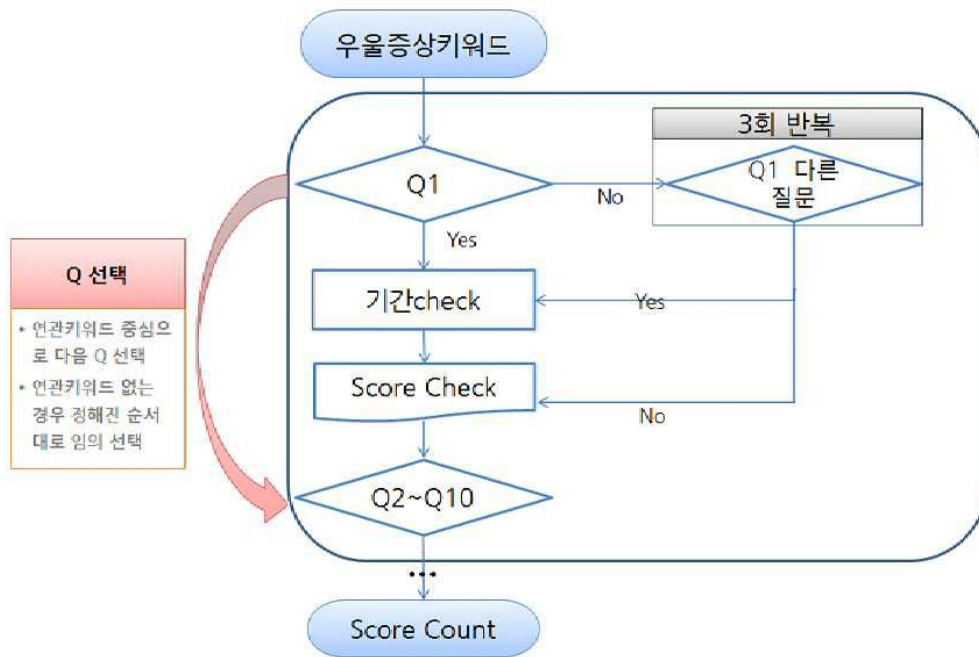 우울증상키워드
3회 반복
Q1
No
Q1 다른
질문
Yes
Q 선택
기간check
Yes
• 연관키워드 중심으
로 다음 Q 선택
• 연관키워드 없는
경우 정해진 순서
대로 임의 선택
Score Check
No
Q2~Q10
...
Score Count